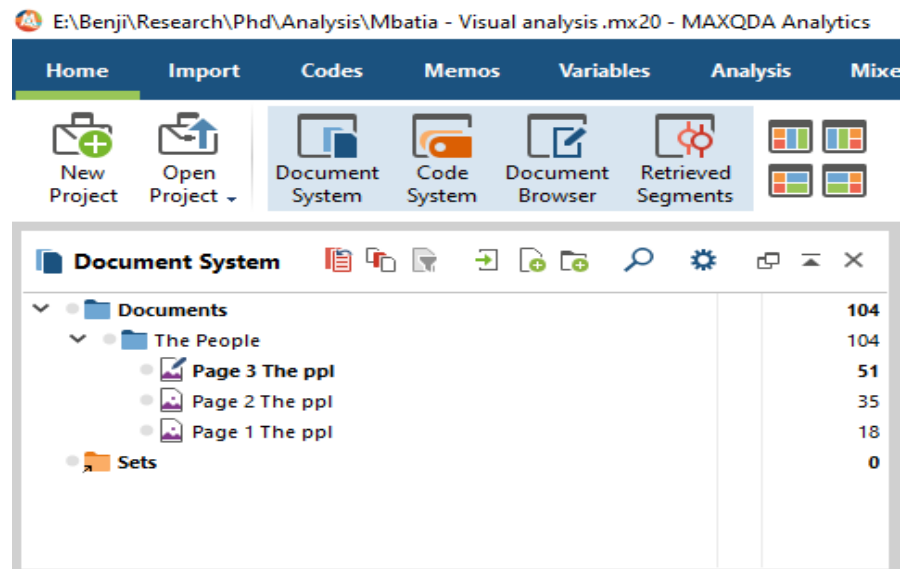 E:\Benji\Research\Phd\Analysis\Mbatia - Visual analysis .mx20 - MAXQDA Analytics
Home Import Codes Memos Variables Analysis Mixe
New Project
Open Project
Document System
Code System
Document Browser
Retrieved Segments
Document System
Documents 104
The People 104
Page 3 The ppl 51
Page 2 The ppl 35
Page 1 The ppl 18
Sets 0